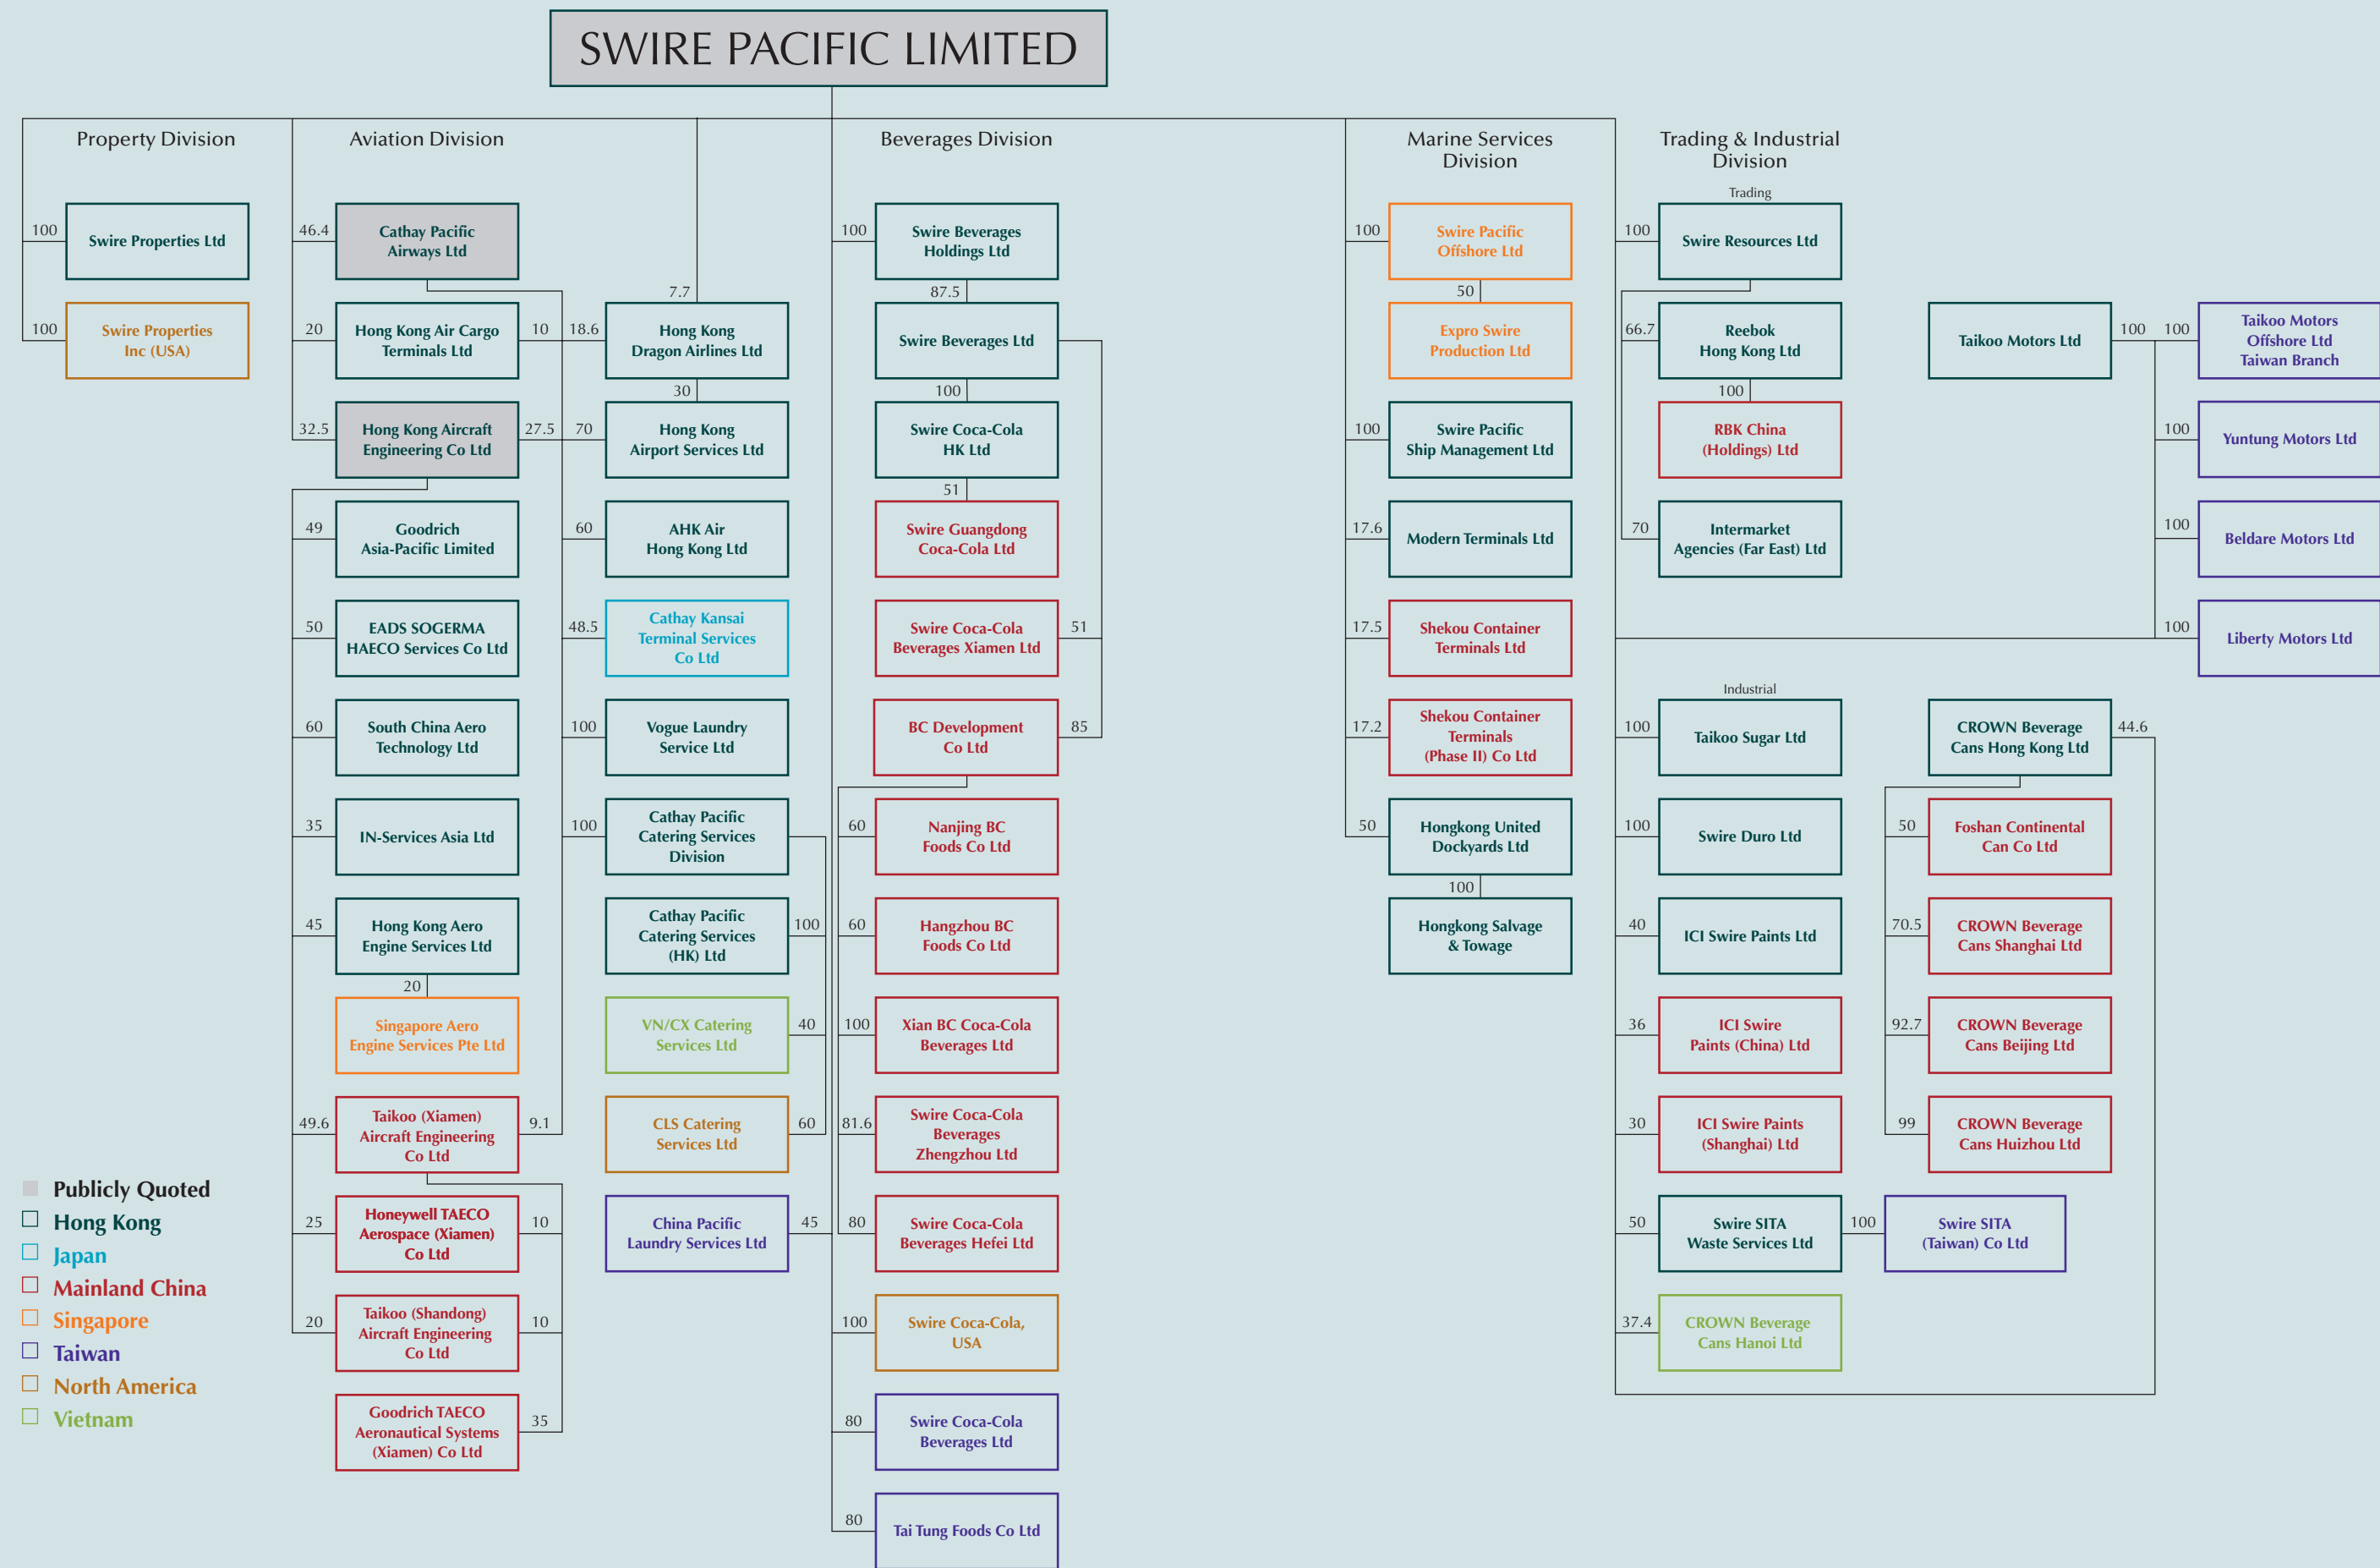 SWIRE PACIFIC LIMITED
Property Division
100
Swire Properties Ltd
100
Swire Properties
Inc (USA)
Aviation Division
46.4
Cathay Pacific
Airways Ltd
20
Hong Kong Air Cargo
Terminals Ltd
10
32.5
Hong Kong Aircraft
Engineering Co Ltd
27.5
49
Goodrich
Asia-Pacific Limited
50
EADS SOGERMA
HAECO Services Co Ltd
60
South China Aero
Technology Ltd
35
IN-Services Asia Ltd
45
Hong Kong Aero
Engine Services Ltd
20
Singapore Aero
Engine Services Pte Ltd
49.6
Taikoo (Xiamen)
Aircraft Engineering
Co Ltd
9.1
25
Honeywell TAECO
Aerospace (Xiamen)
Co Ltd
10
20
Taikoo (Shandong)
Aircraft Engineering
Co Ltd
10
Goodrich TAECO
Aeronautical Systems
(Xiamen) Co Ltd
35
7.7
18.6
Hong Kong
Dragon Airlines Ltd
30
70
Hong Kong
Airport Services Ltd
60
AHK Air
Hong Kong Ltd
48.5
Cathay Kansai
Terminal Services
Co Ltd
100
Vogue Laundry
Service Ltd
100
Cathay Pacific
Catering Services
Division
Cathay Pacific
Catering Services
(HK) Ltd
100
VN/CX Catering
Services Ltd
40
CLS Catering
Services Ltd
60
China Pacific
Laundry Services Ltd
45
Beverages Division
100
Swire Beverages
Holdings Ltd
87.5
Swire Beverages Ltd
100
Swire Coca-Cola
HK Ltd
51
Swire Guangdong
Coca-Cola Ltd
Swire Coca-Cola
Beverages Xiamen Ltd
51
BC Development
Co Ltd
85
60
Nanjing BC
Foods Co Ltd
60
Hangzhou BC
Foods Co Ltd
100
Xian BC Coca-Cola
Beverages Ltd
81.6
Swire Coca-Cola
Beverages
Zhengzhou Ltd
80
Swire Coca-Cola
Beverages Hefei Ltd
100
Swire Coca-Cola,
USA
80
Swire Coca-Cola
Beverages Ltd
80
Tai Tung Foods Co Ltd
Marine Services
Division
100
Swire Pacific
Offshore Ltd
50
Expro Swire
Production Ltd
100
Swire Pacific
Ship Management Ltd
17.6
Modern Terminals Ltd
17.5
Shekou Container
Terminals Ltd
17.2
Shekou Container
Terminals
(Phase II) Co Ltd
50
Hongkong United
Dockyards Ltd
100
Hongkong Salvage
& Towage
Trading & Industrial
Division
Trading
100
Swire Resources Ltd
66.7
Reebok
Hong Kong Ltd
100
RBK China
(Holdings) Ltd
70
Intermarket
Agencies (Far East) Ltd
Taikoo Motors Ltd
100
100
Taikoo Motors
Offshore Ltd
Taiwan Branch
100
Yuntung Motors Ltd
100
Beldare Motors Ltd
100
Liberty Motors Ltd
Industrial
100
Taikoo Sugar Ltd
100
Swire Duro Ltd
40
ICI Swire Paints Ltd
36
ICI Swire
Paints (China) Ltd
30
ICI Swire Paints
(Shanghai) Ltd
50
Swire SITA
Waste Services Ltd
100
Swire SITA
(Taiwan) Co Ltd
37.4
CROWN Beverage
Cans Hanoi Ltd
CROWN Beverage
Cans Hong Kong Ltd
44.6
50
Foshan Continental
Can Co Ltd
70.5
CROWN Beverage
Cans Shanghai Ltd
92.7
CROWN Beverage
Cans Beijing Ltd
99
CROWN Beverage
Cans Huizhou Ltd
Publicly Quoted
Hong Kong
Japan
Mainland China
Singapore
Taiwan
North America
Vietnam